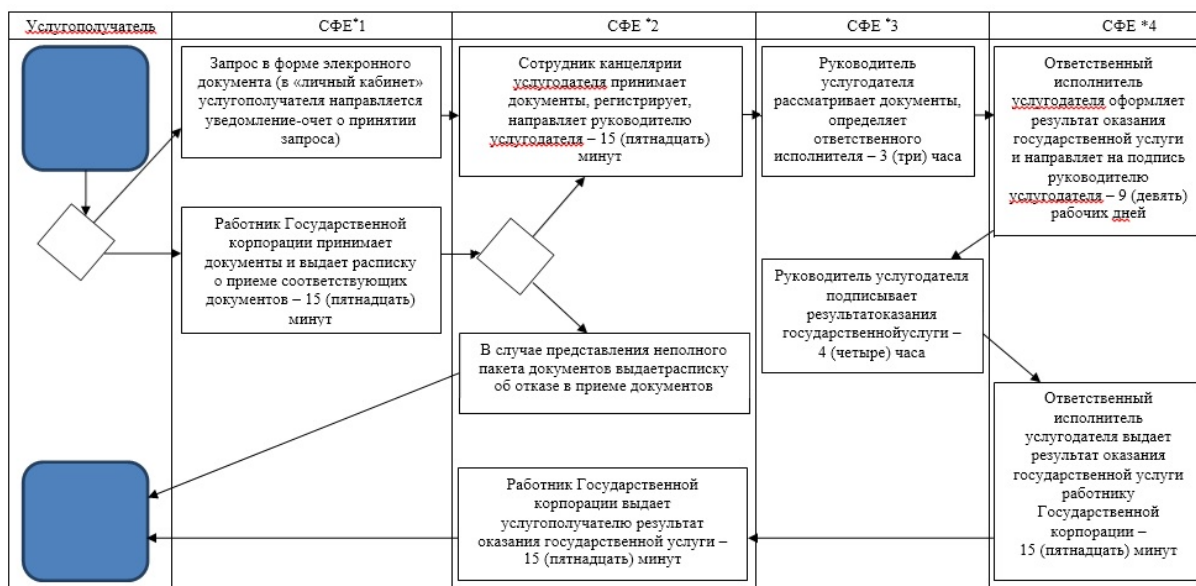 Услугополучатель
СФЕ*1
СФЕ *2
СФЕ *3
СФЕ *4
Запрос в форме элекронного
документа (в «личный кабинет»
услугополучателя направляется
уведомление-очет о принятии
запроса)
Сотрудник канцелярии
услугодателя принимает
документы, регистрирует,
направляет руководителю
услугодателя – 15 (пятнадцать)
минут
Руководитель
услугодателя
рассматривает документы,
определяет
ответственного
исполнителя – 3 (три) часа
Ответственный
исполнитель
услугодателя оформляет
результат оказания
государственной услуги
и направляет на подпись
руководителю
услугодателя – 9 (девять)
рабочих дней
Работник Государственной
корпорации принимает
документы и выдает расписку
о приеме соответствующих
документов – 15 (пятнадцать)
минут
Руководитель услугодателя
подписывает
результатоказания
государственнойуслуги –
4 (четыре) часа
В случае представления неполного
пакета документов выдаетрасписку
об отказе в приеме документов
Ответственный
исполнитель
услугодателя выдает
результат оказания
государственной услуги
работнику
Государственной
корпорации –
15 (пятнадцать) минут
Работник Государственной
корпорации выдает
услугополучателю результат
оказания государственной услуги –
15 (пятнадцать) минут